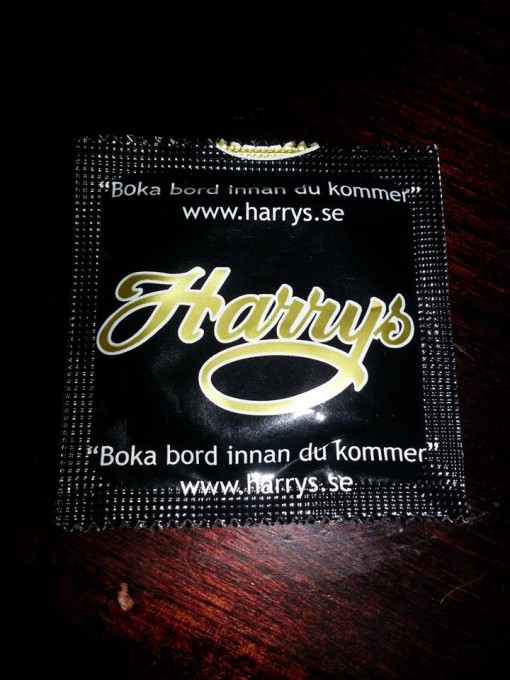 “Boka bord innan du kommer”
www.harrys.se
Harrys
“Boka bord innan du kommer”
www.harrys.se